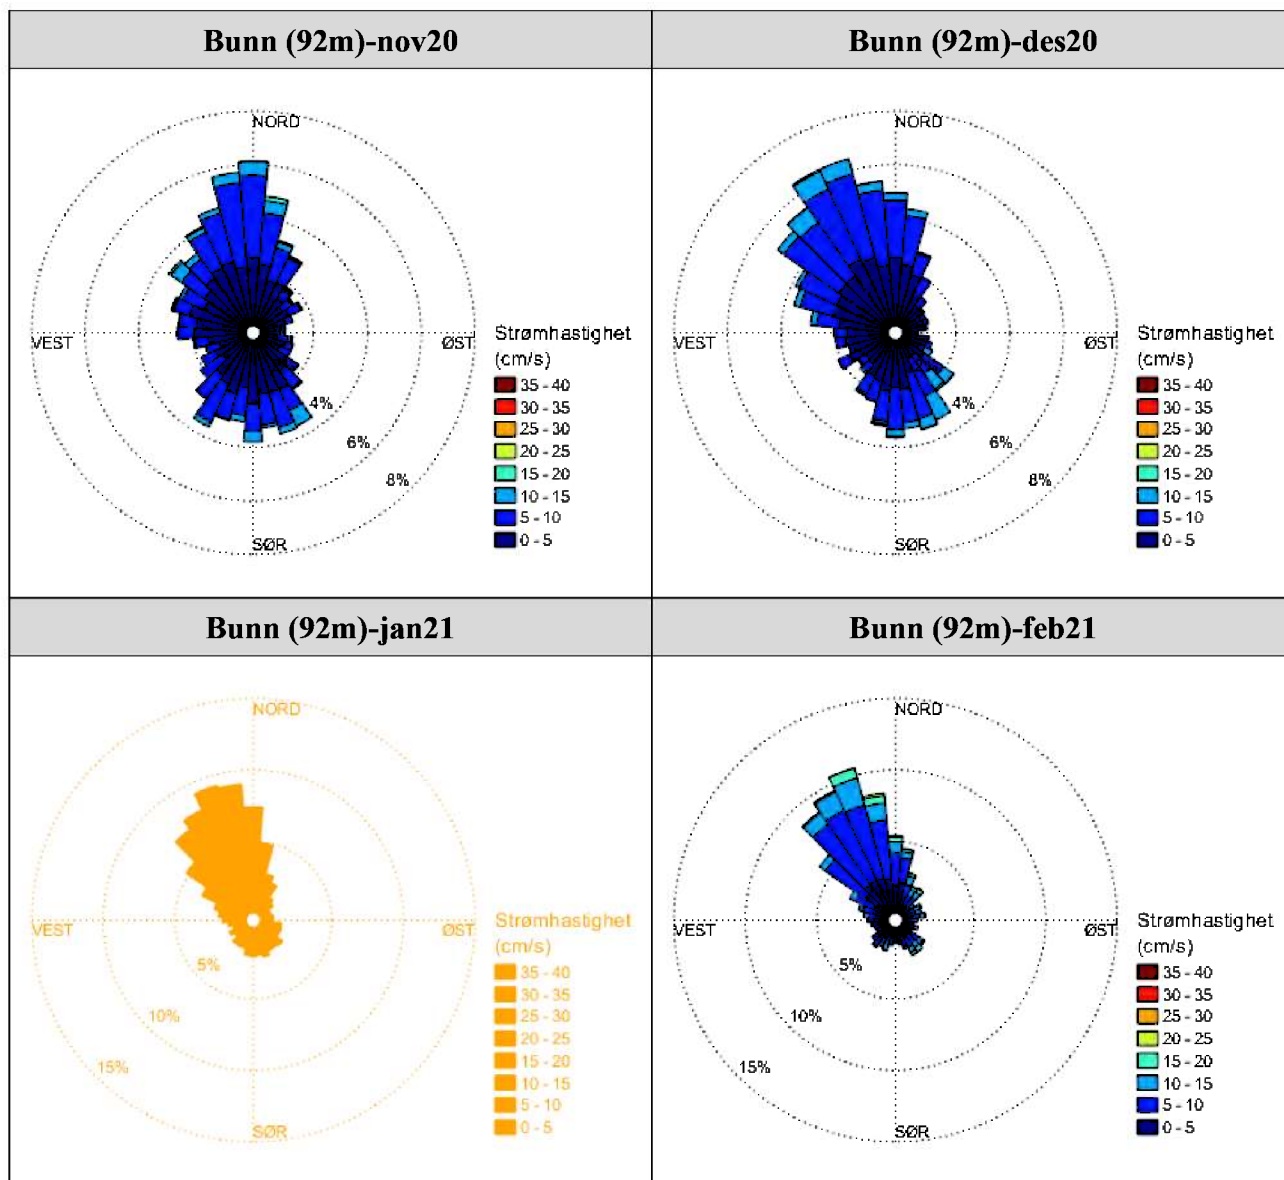 Bunn (92m)-nov20
NORD
VEST
ØST
SØR
4%
6%
8%
Strømhastighet
(cm/s)
35 - 40
30 - 35
25 - 30
20 - 25
15 - 20
10 - 15
5 - 10
0 - 5
Bunn (92m)-des20
NORD
VEST
ØST
SØR
4%
6%
8%
Strømhastighet
(cm/s)
35 - 40
30 - 35
25 - 30
20 - 25
15 - 20
10 - 15
5 - 10
0 - 5
Bunn (92m)-jan21
NORD
VEST
ØST
SØR
5%
10%
15%
Strømhastighet
(cm/s)
35 - 40
30 - 35
25 - 30
20 - 25
15 - 20
10 - 15
5 - 10
0 - 5
Bunn (92m)-feb21
NORD
VEST
ØST
SØR
5%
10%
15%
Strømhastighet
(cm/s)
35 - 40
30 - 35
25 - 30
20 - 25
15 - 20
10 - 15
5 - 10
0 - 5